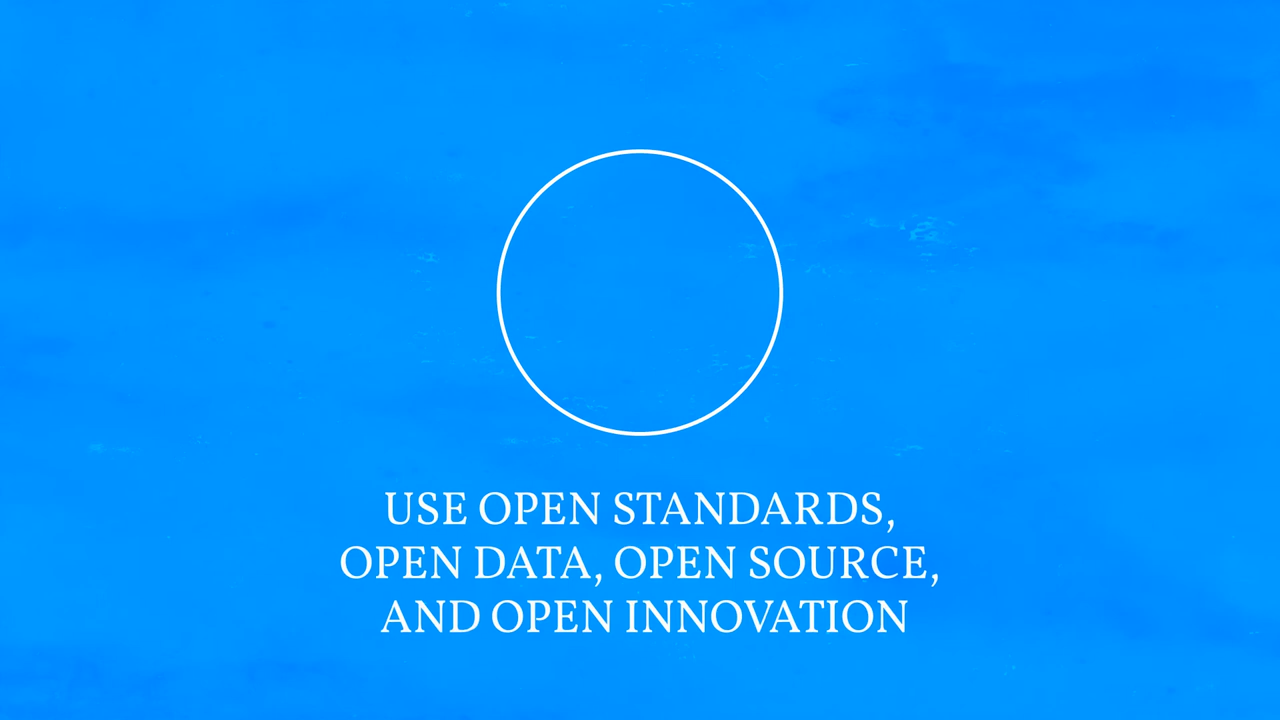 USE OPEN STANDARDS,
OPEN DATA, OPEN SOURCE,
AND OPEN INNOVATION